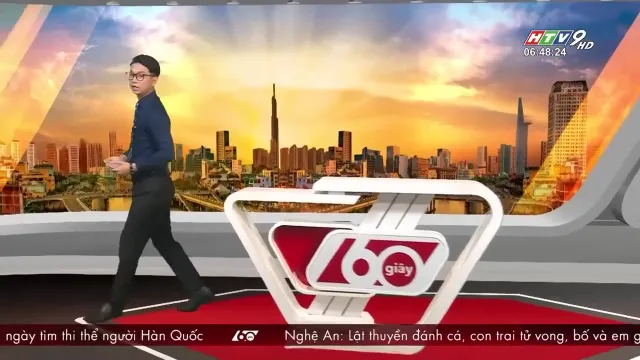 HTV9 HD
06:48:24
60 giây
ngày tìm thi thể người Hàn Quốc 60 Nghệ An: Lật thuyền đánh cá, con trai tử vong, bố và em g